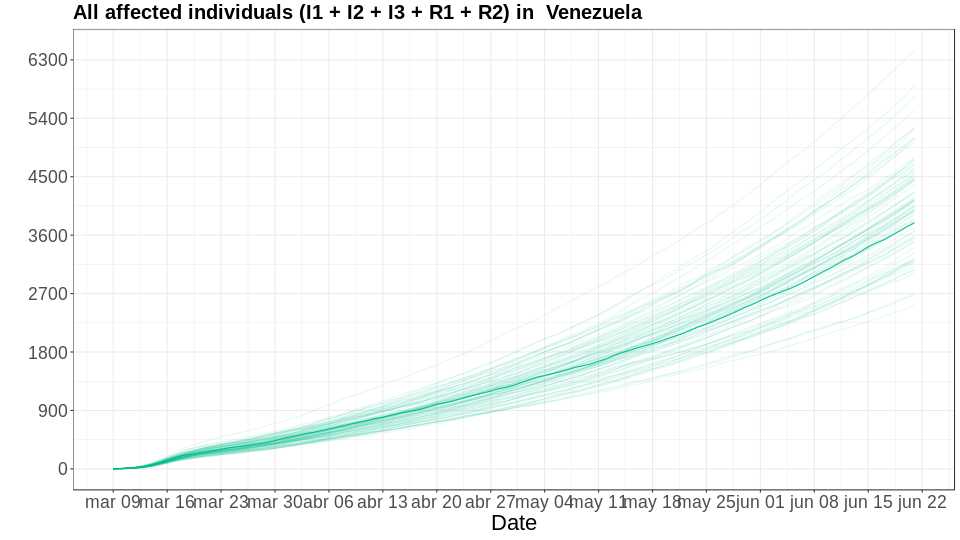 All affected individuals (I1 + I2 + I3 + R1 + R2) in  Venezuela
6300
5400
4500
3600
2700
1800
900
0
mar 09 mar 16 mar 23 mar 30 abr 06 abr 13 abr 20 abr 27 may 04 may 11 may 18 may 25 jun 01 jun 08 jun 15 jun 22
Date